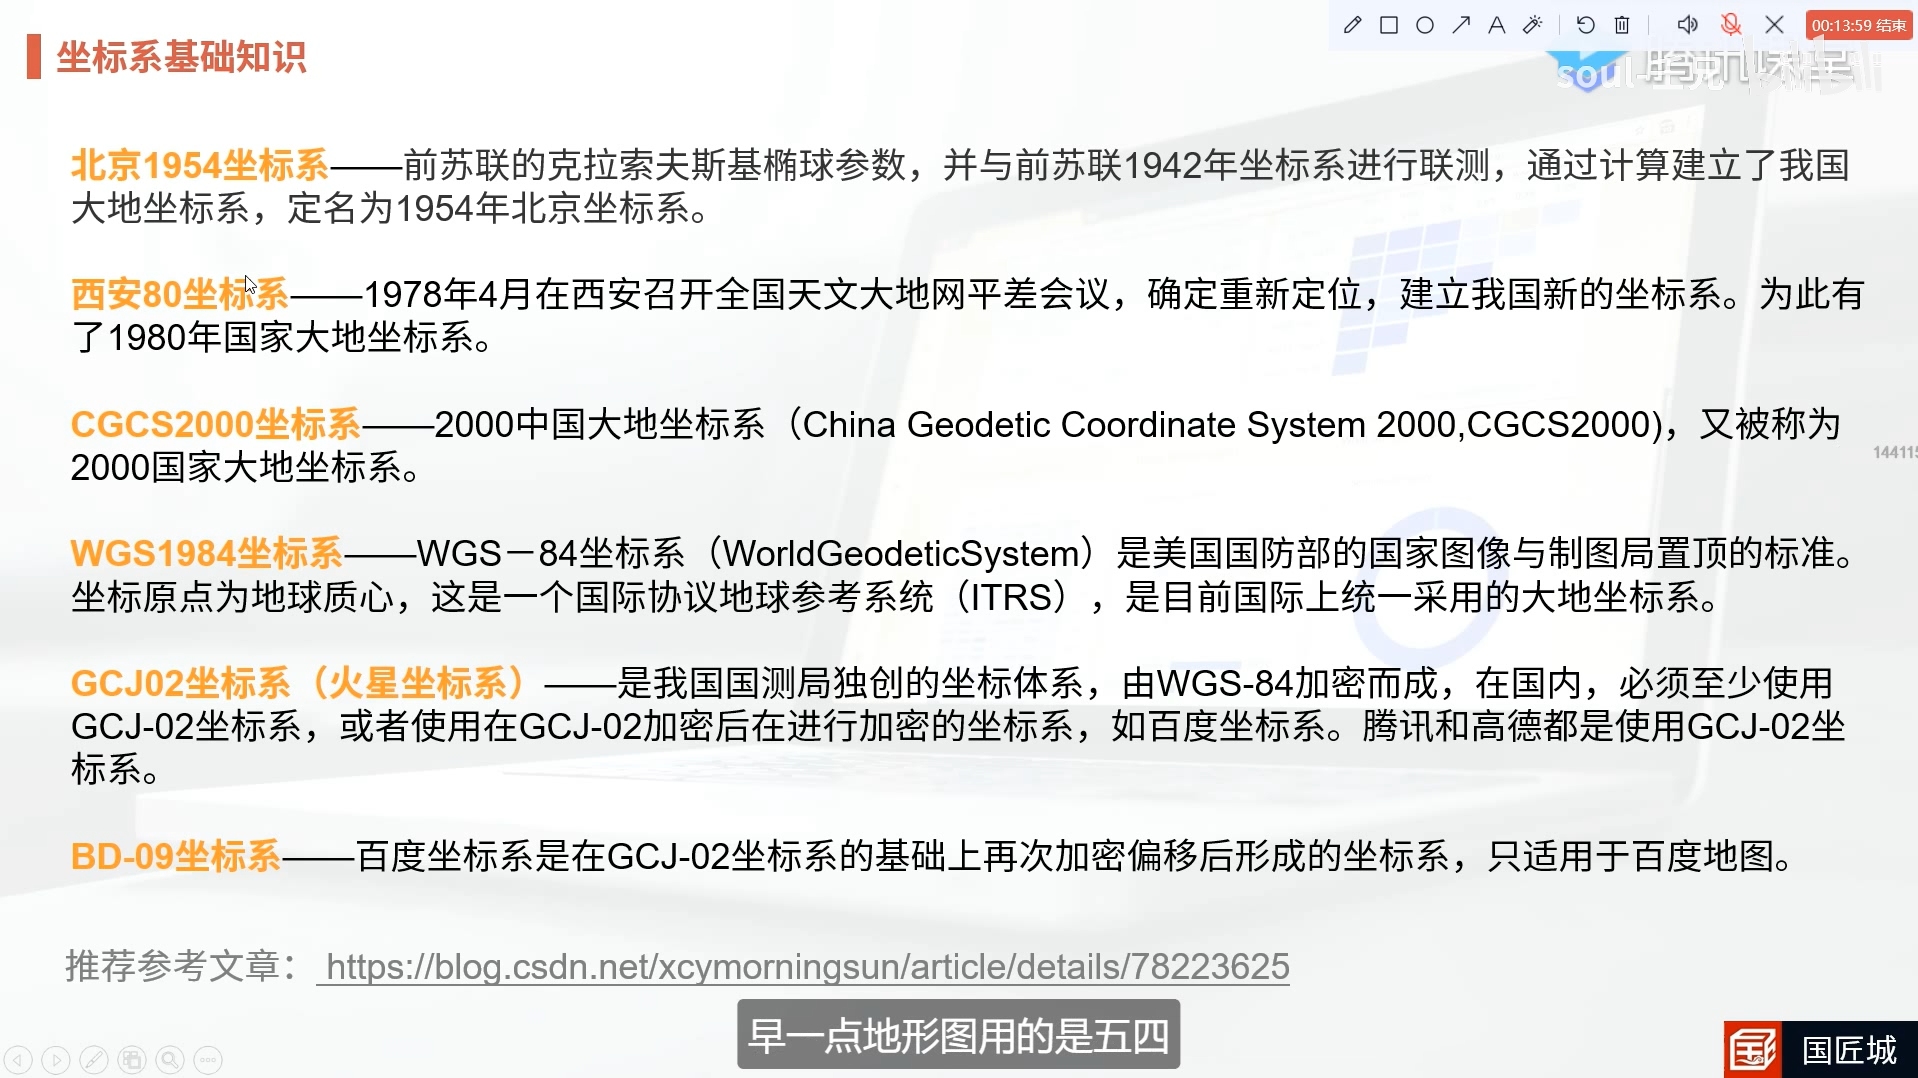 坐标系基础知识
00:13:59 结束
北京1954坐标系——前苏联的克拉索夫斯基椭球参数，并与前苏联1942年坐标系进行联测，通过计算建立了我国
大地坐标系，定名为1954年北京坐标系。
西安80坐标系——1978年4月在西安召开全国天文大地网平差会议，确定重新定位，建立我国新的坐标系。为此有
了1980年国家大地坐标系。
CGCS2000坐标系——2000中国大地坐标系（China Geodetic Coordinate System 2000,CGCS2000)，又被称为
2000国家大地坐标系。
144115
WGS1984坐标系——WGS－84坐标系（WorldGeodeticSystem）是美国国防部的国家图像与制图局置顶的标准。
坐标原点为地球质心，这是一个国际协议地球参考系统（ITRS），是目前国际上统一采用的大地坐标系。
GCJ02坐标系（火星坐标系）——是我国国测局独创的坐标体系，由WGS-84加密而成，在国内，必须至少使用
GCJ-02坐标系，或者使用在GCJ-02加密后在进行加密的坐标系，如百度坐标系。腾讯和高德都是使用GCJ-02坐
标系。
BD-09坐标系——百度坐标系是在GCJ-02坐标系的基础上再次加密偏移后形成的坐标系，只适用于百度地图。
推荐参考文章： https://blog.csdn.net/xcymorningsun/article/details/78223625
早一点地形图用的是五四
国匠城